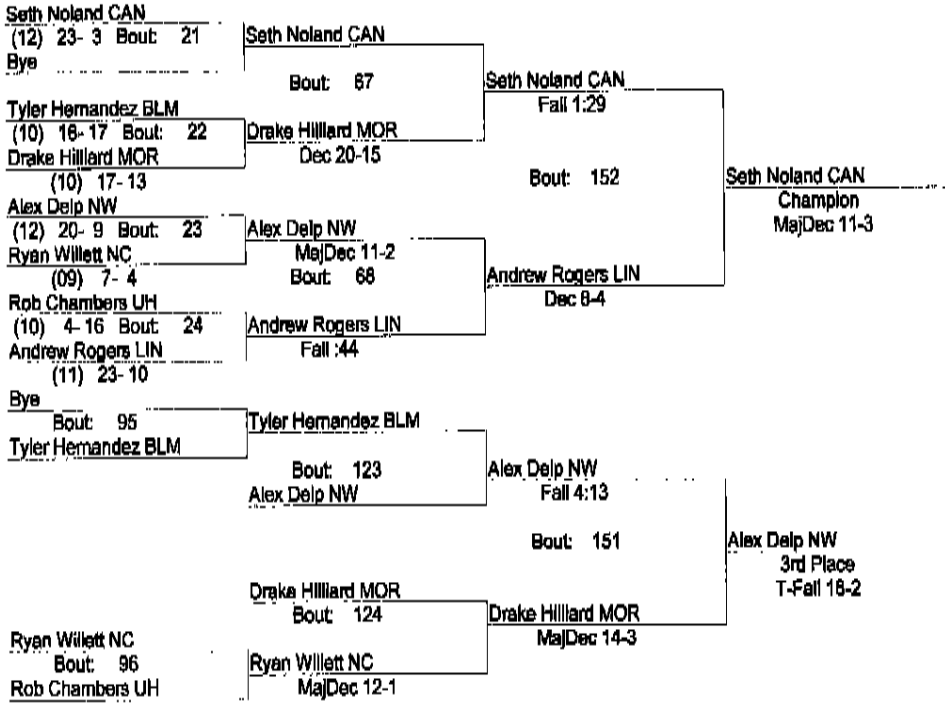 Seth Noland CAN
(12) 23- 3 Bout: 21
Bye
Seth Noland CAN
Bout: 67
Tyler Hernandez BLM
(10) 16- 17 Bout: 22
Drake Hilliard MOR
(10) 17- 13
Drake Hilliard MOR
Dec 20-15
Seth Noland CAN
Fall 1:29
Bout: 152
Alex Delp NW
(12) 20- 9 Bout: 23
Ryan Willett NC
(09) 7- 4
Alex Delp NW
MajDec 11-2
Bout: 68
Rob Chambers UH
(10) 4- 16 Bout: 24
Andrew Rogers LIN
(11) 23- 10
Andrew Rogers LIN
Fall :44
Andrew Rogers LIN
Dec 8-4
Seth Noland CAN
Champion
MajDec 11-3
Bye
Bout: 95
Tyler Hernandez BLM
Tyler Hernandez BLM
Bout: 123
Alex Delp NW
Alex Delp NW
Fall 4:13
Bout: 151
Drake Hilliard MOR
Bout: 124
Ryan Willett NC
Bout: 96
Rob Chambers UH
Ryan Willett NC
MajDec 12-1
Drake Hilliard MOR
MajDec 14-3
Alex Delp NW
3rd Place
T-Fall 18-2